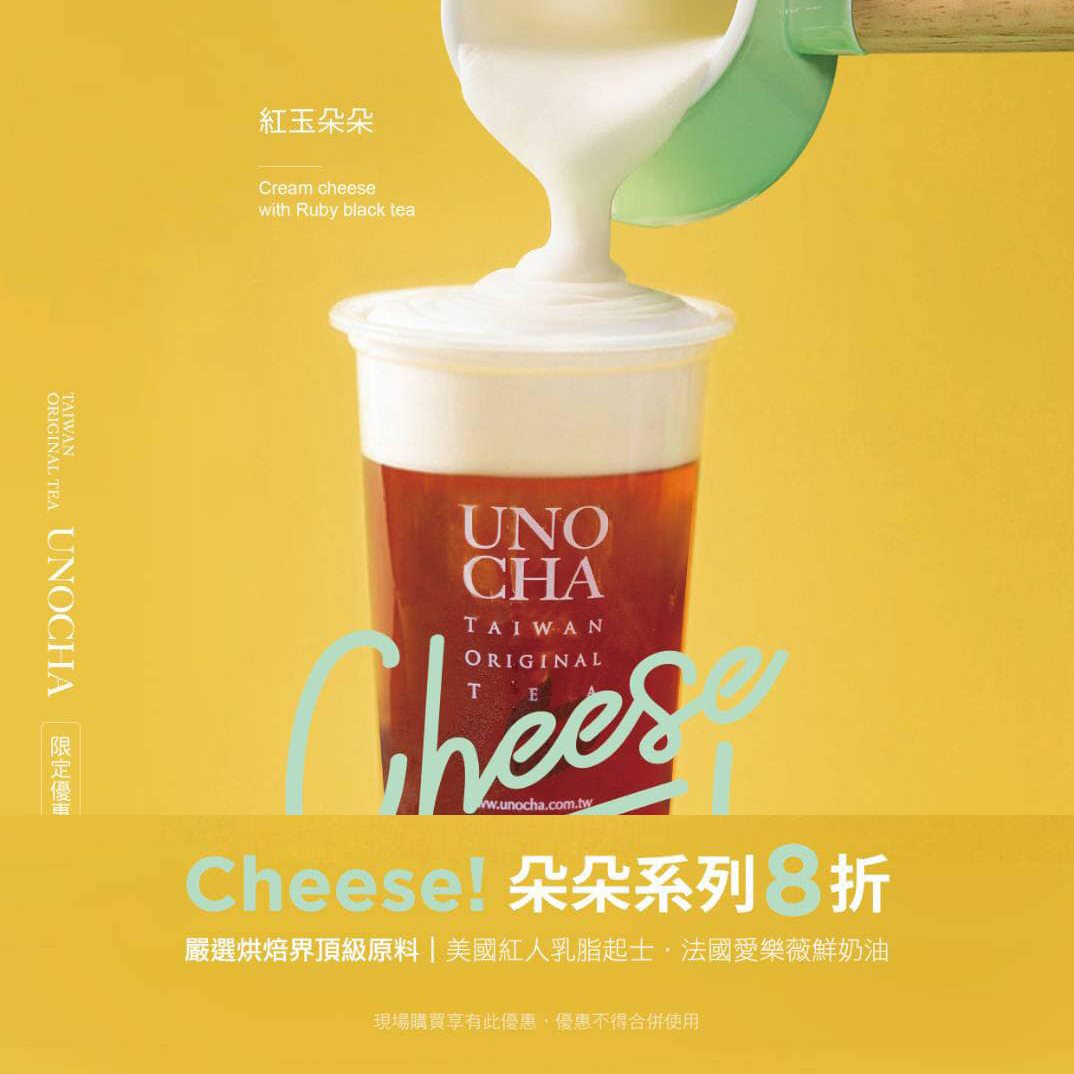 紅玉朵朵
Cream cheese
with Ruby black tea
TAIWAN
ORIGINAL TEA
UNOCHA
限定優惠
UNO
CHA
TAIWAN
ORIGINAL
TEA
Cheese
www.unocha.com.tw
Cheese! 朵朵系列8折
嚴選烘焙界頂級原料｜美國紅人乳脂起士．法國愛樂薇鮮奶油
現場購買享有此優惠，優惠不得合併使用